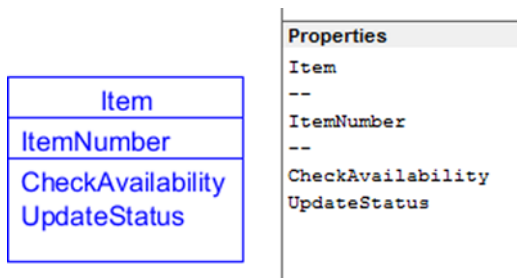 Item
ItemNumber
CheckAvailability
UpdateStatus
Properties
Item
--
ItemNumber
--
CheckAvailability
UpdateStatus